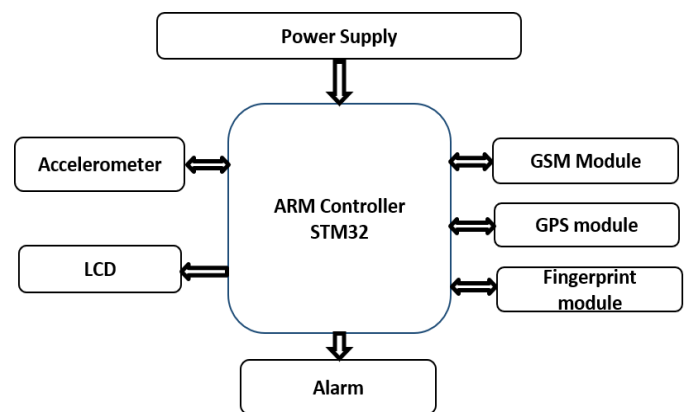 Power Supply
Accelerometer
GSM Module
ARM Controller
STM32
GPS module
LCD
Fingerprint
module
Alarm